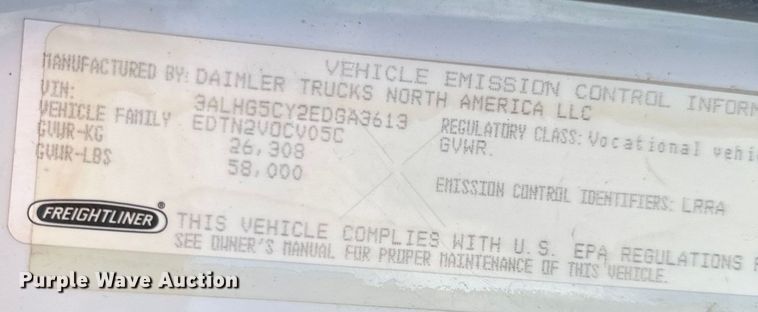 VEHICLE EMISSION CONTROL INFORM
MANUFACTURED BY: DAIMLER TRUCKS NORTH AMERICA LLC
VIN: 3ALHG5CY2EDGA3613
VEHICLE FAMILY EDTN2VOCV05C
GVWR-KG 26,308
GVWR-LBS 58,000
REGULATORY CLASS: Vocational vehi
GVWR.
EMISSION CONTROL IDENTIFIERS: LRRA
FREIGHTLINER®
THIS VEHICLE COMPLIES WITH U.S. EPA REGULATIONS F
SEE OWNER'S MANUAL FOR PROPER MAINTENANCE OF THIS VEHICLE.
Purple Wave Auction